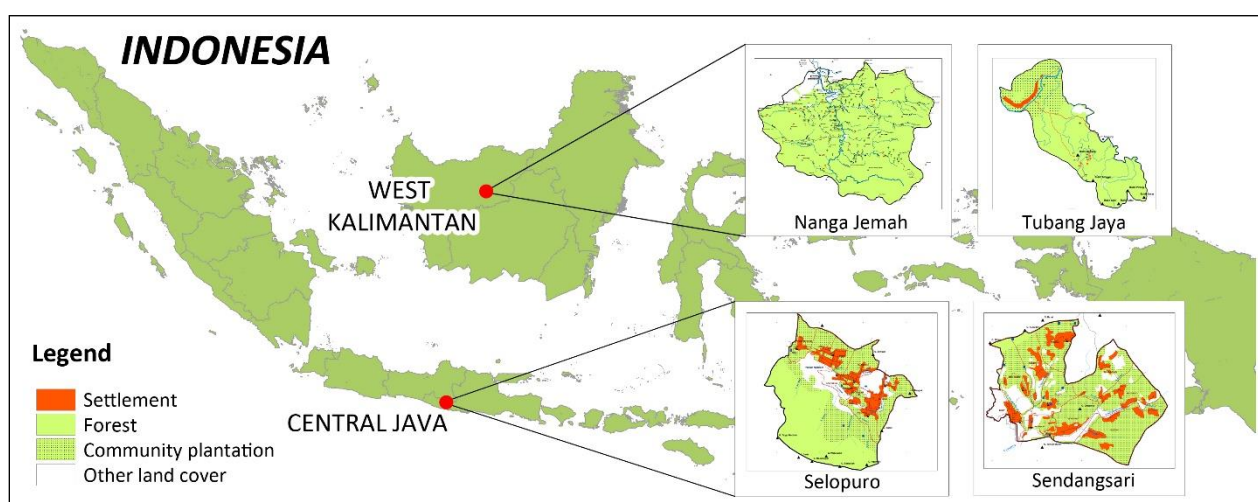 INDONESIA
WEST
KALIMANTAN
Nanga Jemah
Tubang Jaya
Legend
Settlement
Forest
Community plantation
Other land cover
CENTRAL JAVA
Selopuro
Sendangsari